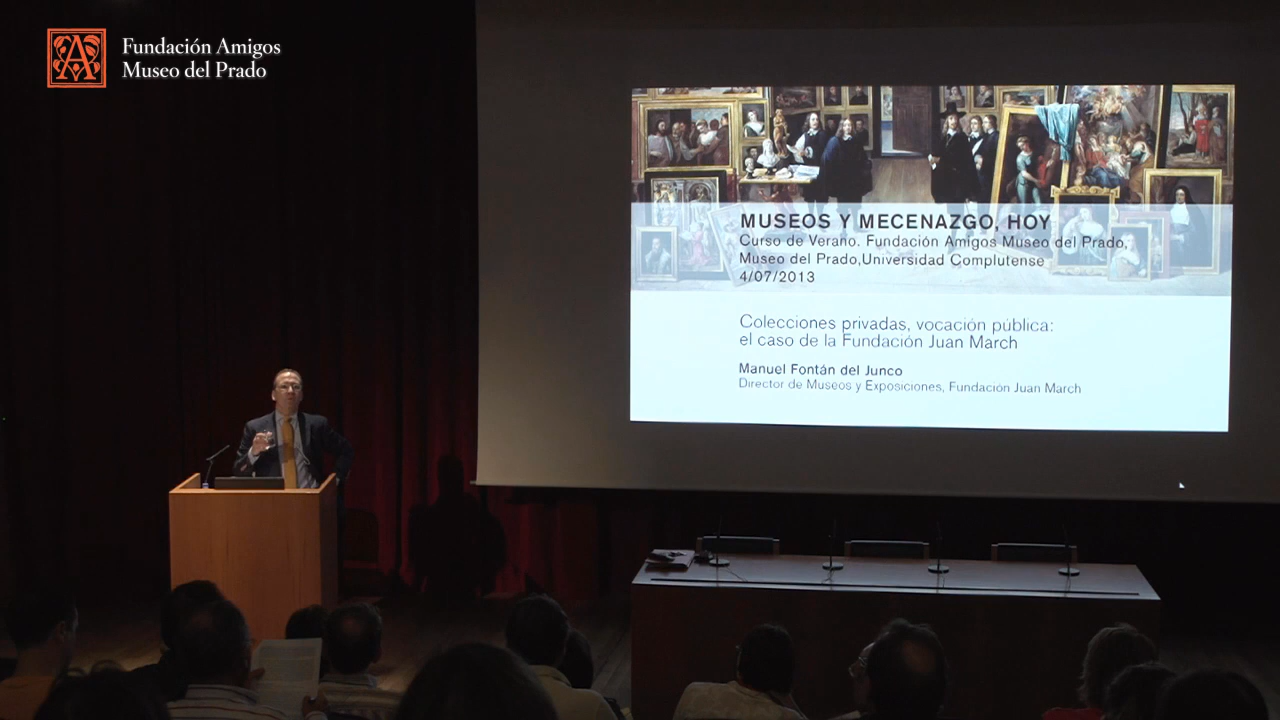 Fundación Amigos
Museo del Prado
MUSEOS Y MECENAZGO, HOY
Curso de Verano. Fundación Amigos Museo del Prado,
Museo del Prado,Universidad Complutense
4/07/2013
Colecciones privadas, vocación pública:
el caso de la Fundación Juan March
Manuel Fontán del Junco
Director de Museos y Exposiciones, Fundación Juan March